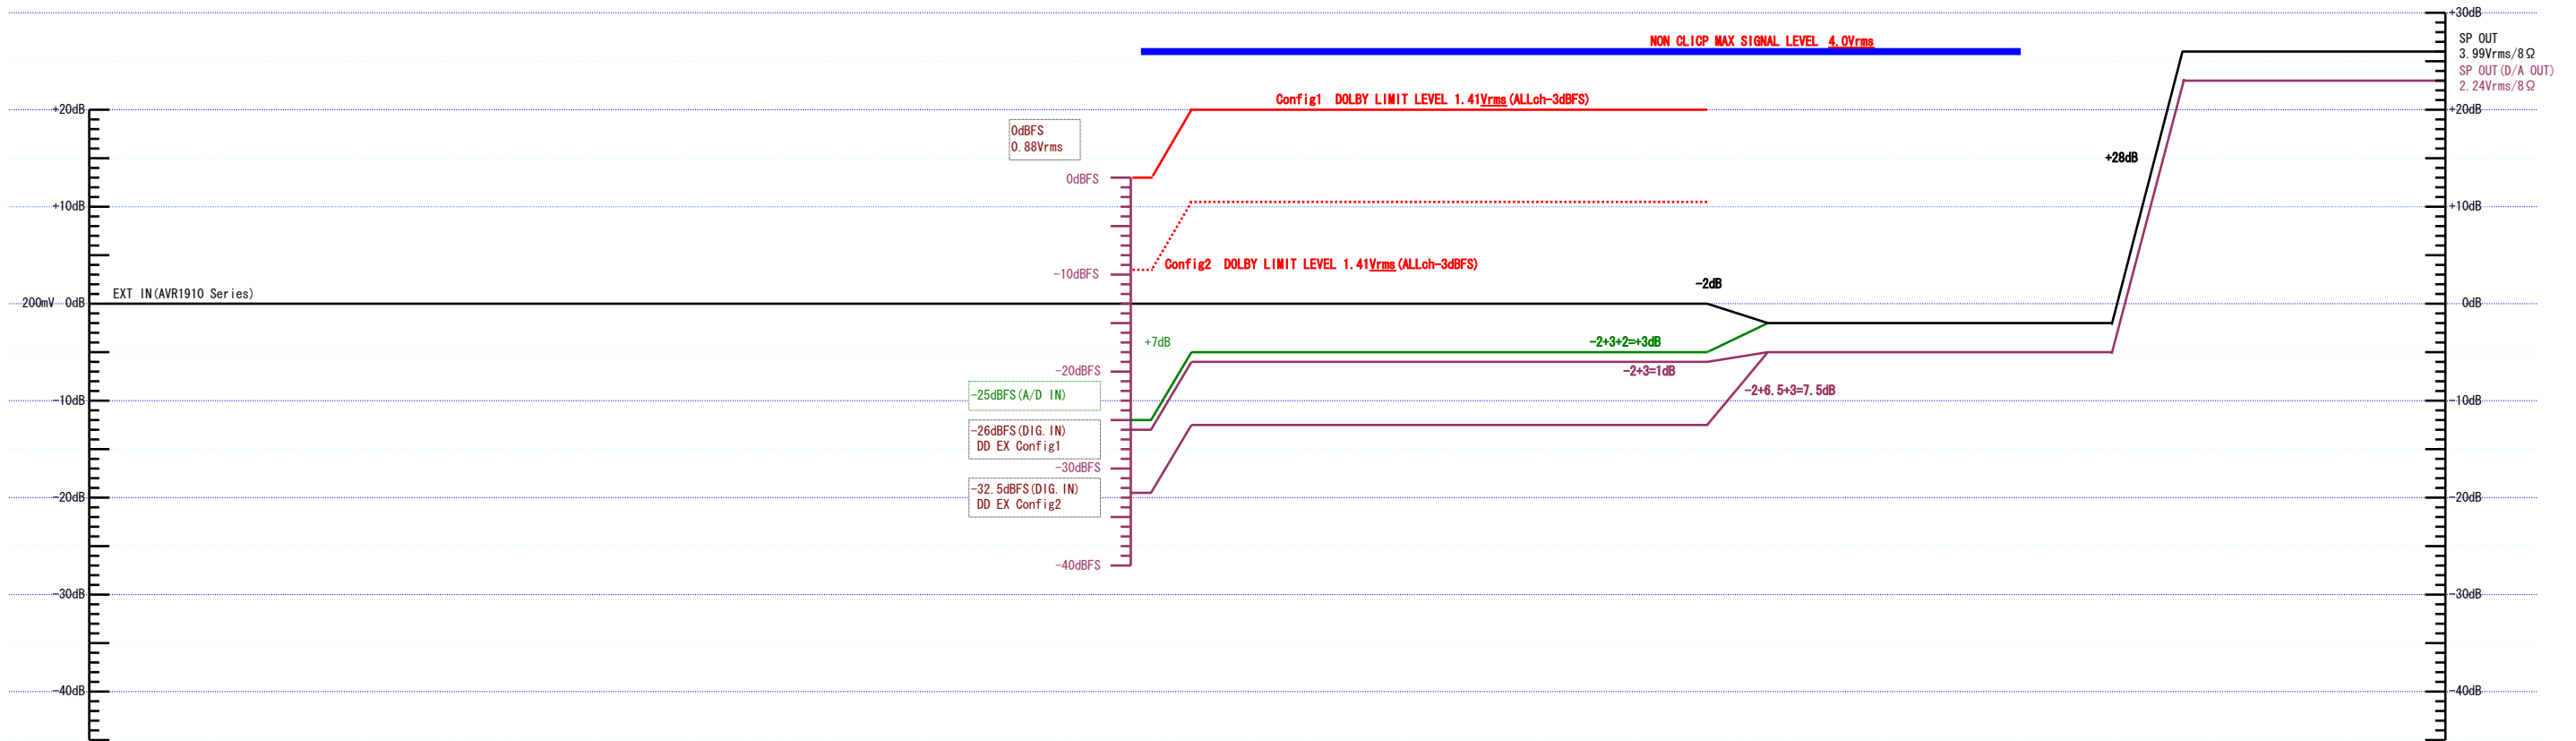 +30dB
NON CLICP MAX SIGNAL LEVEL 4.0Vrms
SP OUT
3.99Vrms/8Ω
SP OUT(D/A OUT)
2.24Vrms/8Ω
Config1 DOLBY LIMIT LEVEL 1.41Vrms(ALLch-3dBFS)
+20dB
+20dB
0dBFS
0.88Vrms
+28dB
0dBFS
+10dB
+10dB
Config2 DOLBY LIMIT LEVEL 1.41Vrms(ALLch-3dBFS)
-10dBFS
-2dB
EXT IN(AVR1910 Series)
200mV 0dB
0dB
+7dB
-2+3+2=+3dB
-20dBFS
-2+3=1dB
-2+6.5+3=7.5dB
-25dBFS(A/D IN)
-10dB
-10dB
-26dBFS(DIG.IN)
DD EX Config1
-30dBFS
-32.5dBFS(DIG.IN)
DD EX Config2
-20dB
-20dB
-40dBFS
-30dB
-30dB
-40dB
-40dB